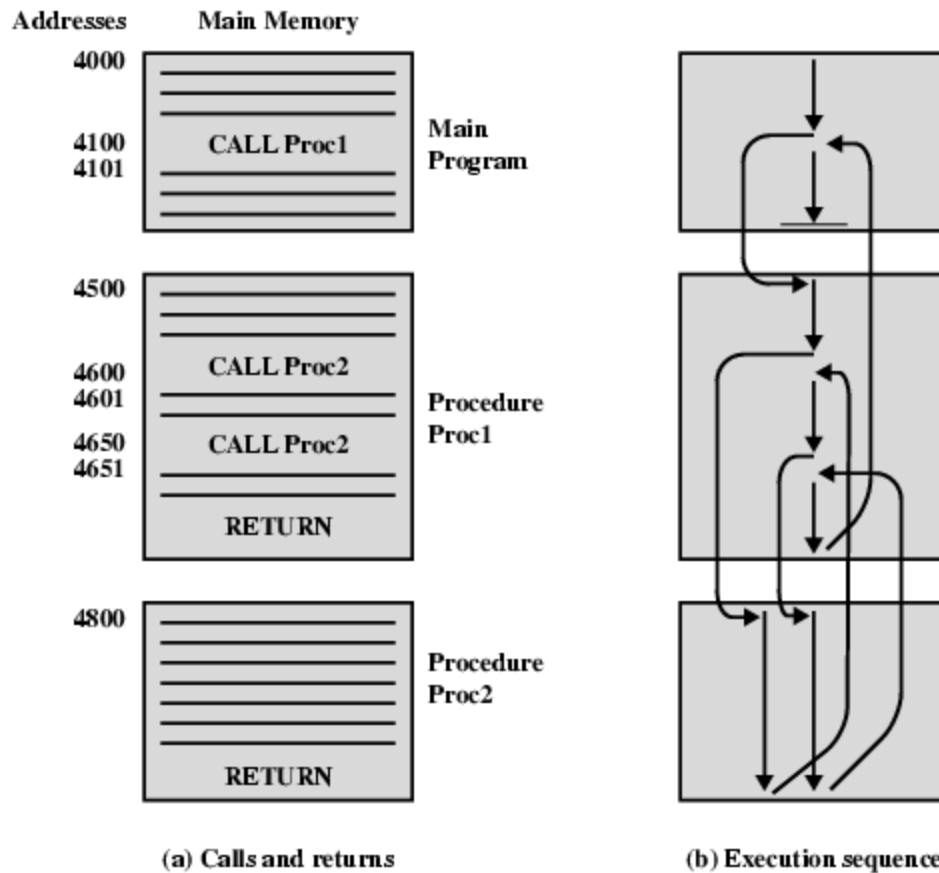 Addresses Main Memory
4000
4100 CALL Proc1
4101
Main
Program
4500
CALL Proc2
4600
4601
4650 CALL Proc2
4651
RETURN
Procedure
Proc1
4800
RETURN
Procedure
Proc2
(a) Calls and returns
(b) Execution sequence